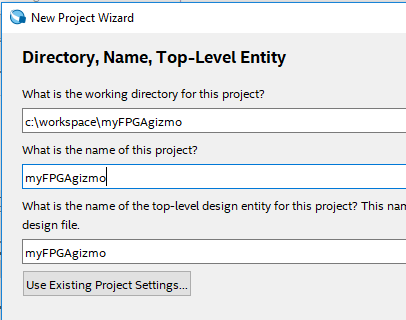 New Project Wizard
Directory, Name, Top-Level Entity
What is the working directory for this project?
c:\workspace\myFPGAgizmo
What is the name of this project?
myFPGAgizmo
What is the name of the top-level design entity for this project? This nam
design file.
myFPGAgizmo
Use Existing Project Settings...